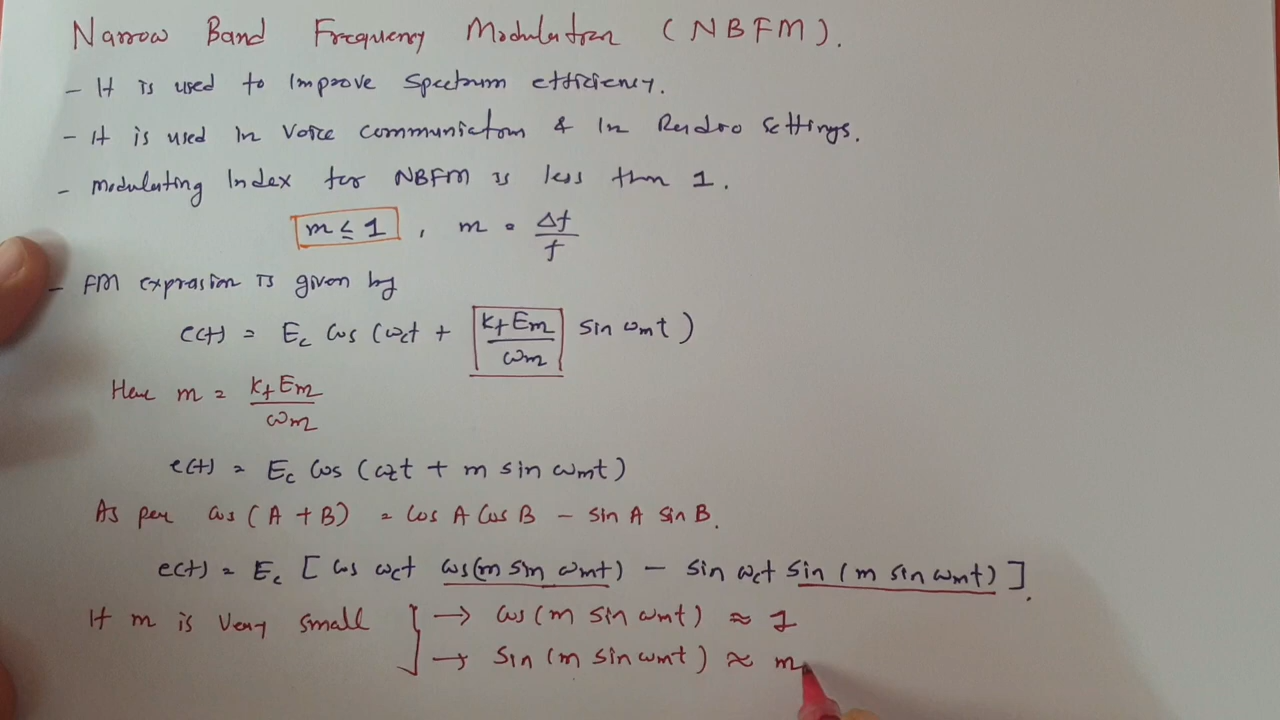 Narrow Band Frequency Modulation (NBFM).
- It is used to improve spectrum efficiency.
- It is used in voice communication & in Radio settings.
- Modulating Index for NBFM is less than 1.
m ≤ 1 , m = Δf / f
- FM expression is given by
e(t) = Ec cos (ωct + KfEm / ωm sin ωmt)
Here m = KfEm / ωm
e(t) = Ec cos (ωct + m sin ωmt)
As per cos (A + B) = cos A cos B - sin A sin B.
e(t) = Ec [ cos ωct cos(m sin ωmt) - sin ωct sin (m sin ωmt) ].
If m is very small → cos (m sin ωmt) ≈ 1
→ sin (m sin ωmt) ≈ m